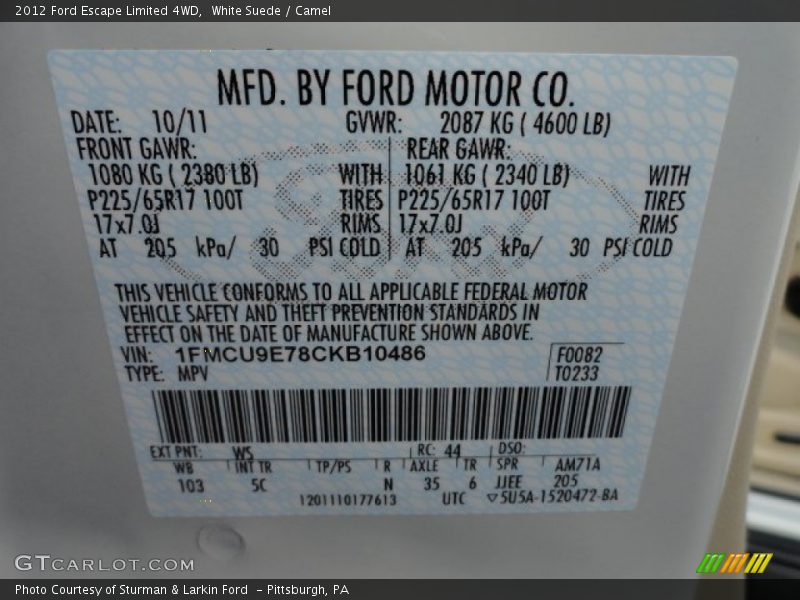 2012 Ford Escape Limited 4WD, White Suede / Camel
MFD. BY FORD MOTOR CO.
DATE: 10/11 GVWR: 2087 KG ( 4600 LB)
FRONT GAWR: REAR GAWR:
1080 KG ( 2380 LB) WITH 1061 KG ( 2340 LB) WITH
P225/65R17 100T TIRES P225/65R17 100T TIRES
17x7.0J RIMS 17x7.0J RIMS
AT 205 kPa/ 30 PSI COLD AT 205 kPa/ 30 PSI COLD
THIS VEHICLE CONFORMS TO ALL APPLICABLE FEDERAL MOTOR
VEHICLE SAFETY AND THEFT PREVENTION STANDARDS IN
EFFECT ON THE DATE OF MANUFACTURE SHOWN ABOVE.
VIN: 1FMCU9E78CKB10486 F0082
TYPE: MPV T0233
EXT PNT: WS RC: 44 DSO:
WB INT TR TP/PS R AXLE TR SPR AM71A
103 5C N 35 6 JJEE 205
1201110177613 UTC ▽5U5A-1520472-BA
GTCARLOT.COM
Photo Courtesy of Sturman & Larkin Ford - Pittsburgh, PA